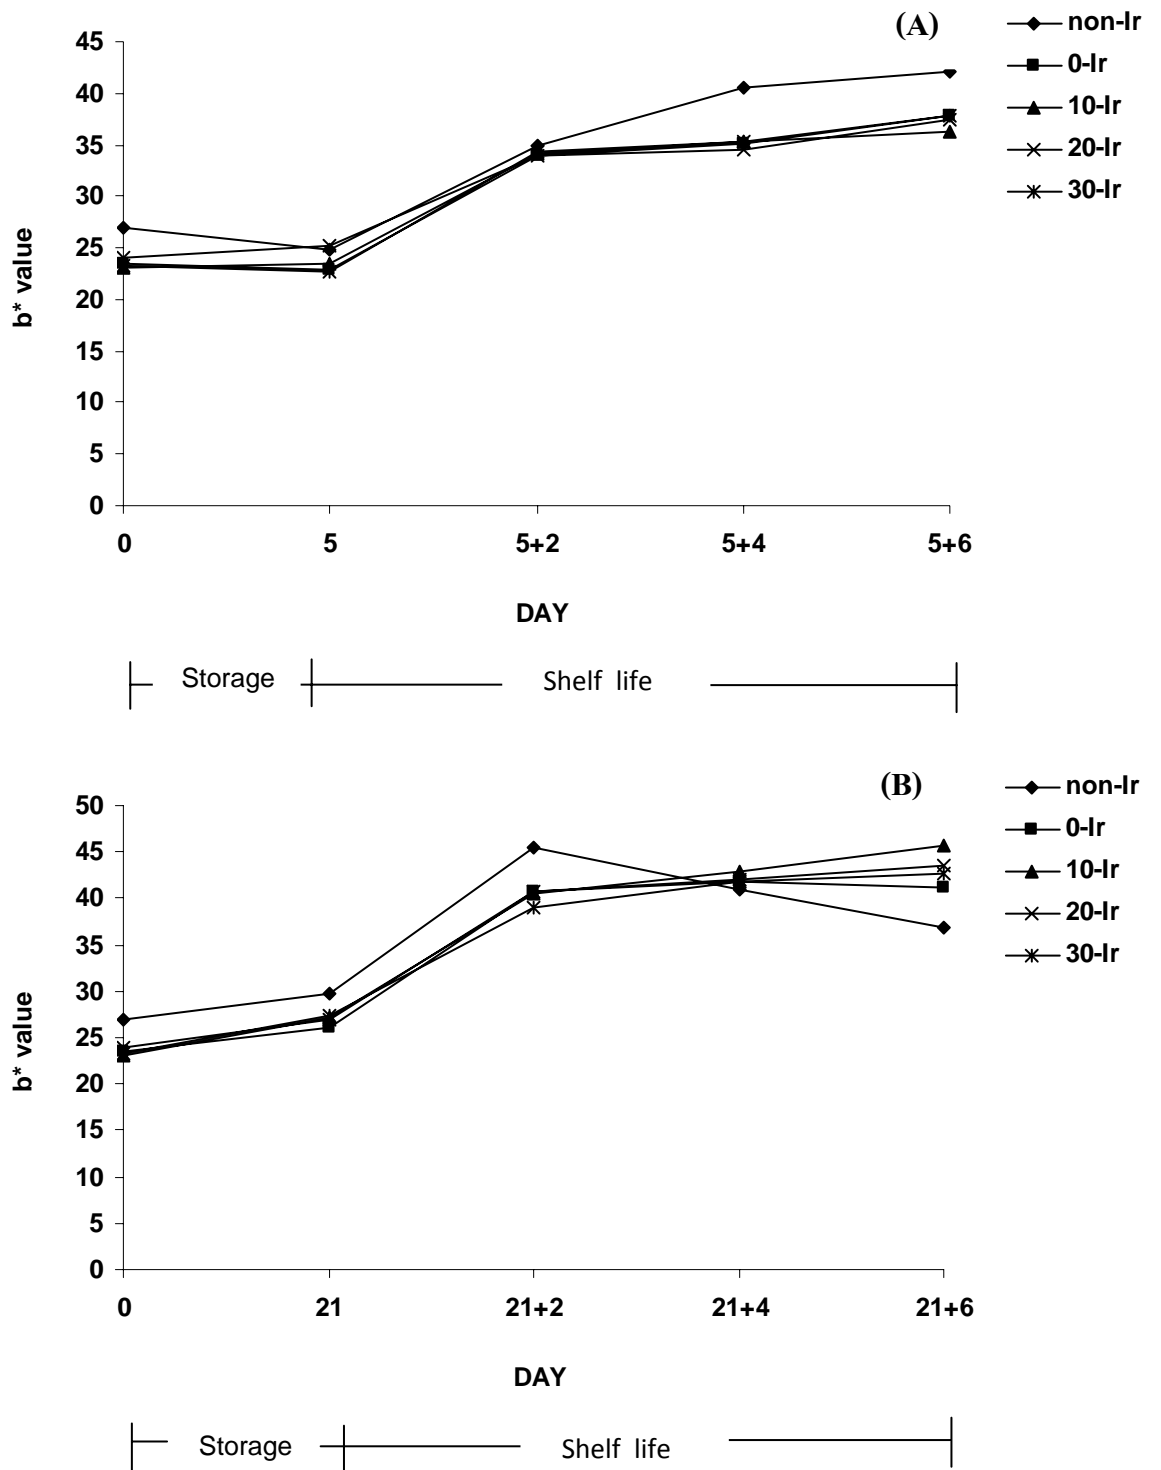 (A)
non-Ir
0-Ir
10-Ir
20-Ir
30-Ir
45
40
35
30
25
20
15
10
5
0
b* value
0 5 5+2 5+4 5+6
DAY
Storage Shelf life
(B)
non-Ir
0-Ir
10-Ir
20-Ir
30-Ir
50
45
40
35
30
25
20
15
10
5
0
b* value
0 21 21+2 21+4 21+6
DAY
Storage Shelf life